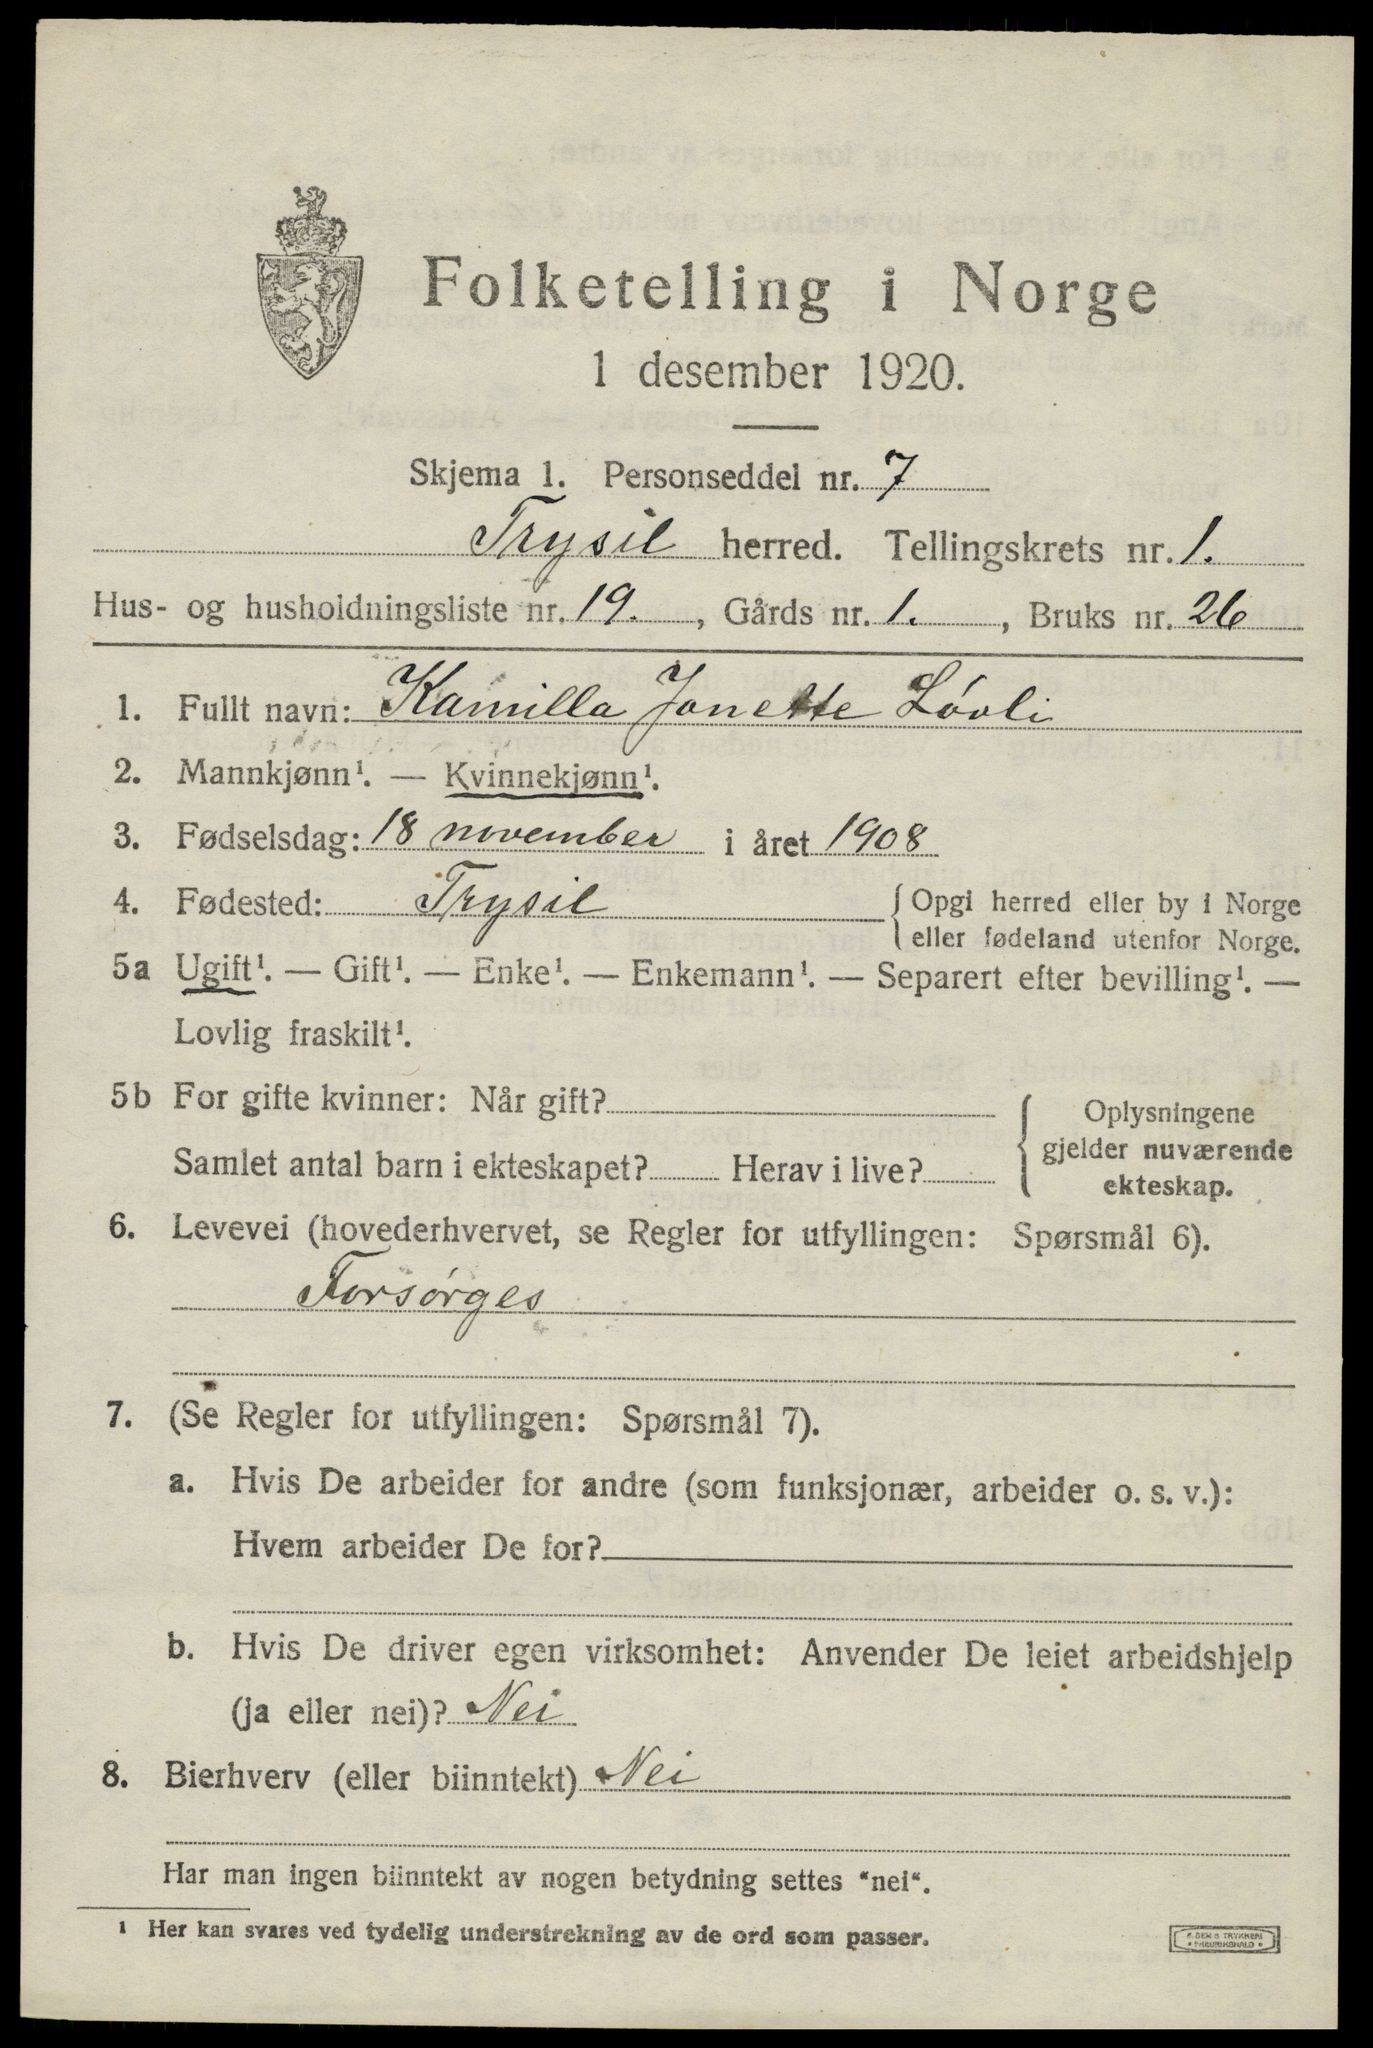 Folketelling i Norge
1 desember 1920.
Skjema 1. Personseddel nr. 7
Trysil herred. Tellingskrets nr. 1.
Hus- og husholdningsliste nr. 19. , Gårds nr. 1. , Bruks nr. 26
1. Fullt navn: Kamilla Jonette Lóvli
2. Mannkjønn¹. — Kvinnekjønn¹.
3. Fødselsdag: 18 november i året 1908
4. Fødested: Trysil { Opgi herred eller by i Norge
eller fødeland utenfor Norge.
5a Ugift¹. — Gift¹. — Enke¹. — Enkemann¹. — Separert efter bevilling¹. —
Lovlig fraskilt¹.
5b For gifte kvinner: Når gift?
Samlet antal barn i ekteskapet? Herav i live?
{ Oplysningene
gjelder nuværende
ekteskap.
6. Levevei (hovederhvervet, se Regler for utfyllingen: Spørsmål 6).
Forsórges
7. (Se Regler for utfyllingen: Spørsmål 7).
a. Hvis De arbeider for andre (som funksjonær, arbeider o. s. v.):
Hvem arbeider De for?
b. Hvis De driver egen virksomhet: Anvender De leiet arbeidshjelp
(ja eller nei)? Nei
8. Bierhverv (eller biinntekt) Nei
Har man ingen biinntekt av nogen betydning settes "nei".
¹ Her kan svares ved tydelig understrekning av de ord som passer.